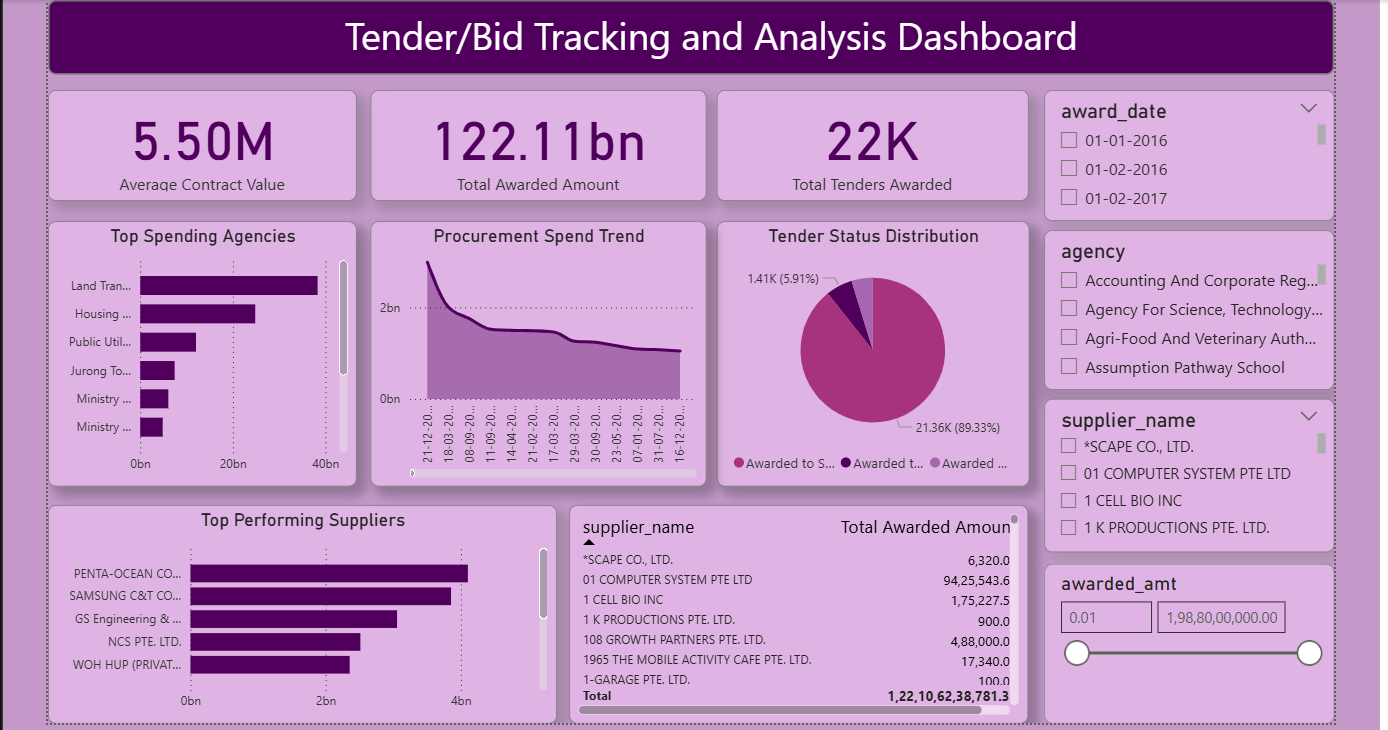 Tender/Bid Tracking and Analysis Dashboard
5.50M
Average Contract Value
122.11bn
Total Awarded Amount
22K
Total Tenders Awarded
award_date
01-01-2016
01-02-2016
01-02-2017
Top Spending Agencies
Land Tran...
Housing ...
Public Util...
Jurong To...
Ministry ...
Ministry ...
0bn 20bn 40bn
Procurement Spend Trend
2bn
0bn
21-12-20...
18-03-20...
08-09-20...
11-09-20...
14-04-20...
21-02-20...
17-03-20...
29-03-20...
30-09-20...
23-05-20...
07-01-20...
31-07-20...
16-12-20...
Tender Status Distribution
1.41K (5.91%)
21.36K (89.33%)
Awarded to S... Awarded t... Awarded ...
agency
Accounting And Corporate Reg...
Agency For Science, Technology...
Agri-Food And Veterinary Auth...
Assumption Pathway School
supplier_name
*SCAPE CO., LTD.
01 COMPUTER SYSTEM PTE LTD
1 CELL BIO INC
1 K PRODUCTIONS PTE. LTD.
Top Performing Suppliers
PENTA-OCEAN CO...
SAMSUNG C&T CO...
GS Engineering & ...
NCS PTE. LTD.
WOH HUP (PRIVAT...
0bn 2bn 4bn
supplier_name Total Awarded Amoun
*SCAPE CO., LTD. 6,320.0
01 COMPUTER SYSTEM PTE LTD 94,25,543.6
1 CELL BIO INC 1,75,227.5
1 K PRODUCTIONS PTE. LTD. 900.0
108 GROWTH PARTNERS PTE. LTD. 4,88,000.0
1965 THE MOBILE ACTIVITY CAFE PTE. LTD. 17,340.0
1-GARAGE PTE. LTD. 100.0
Total 1,22,10,62,38,781.3
awarded_amt
0.01 1,98,80,00,000.00